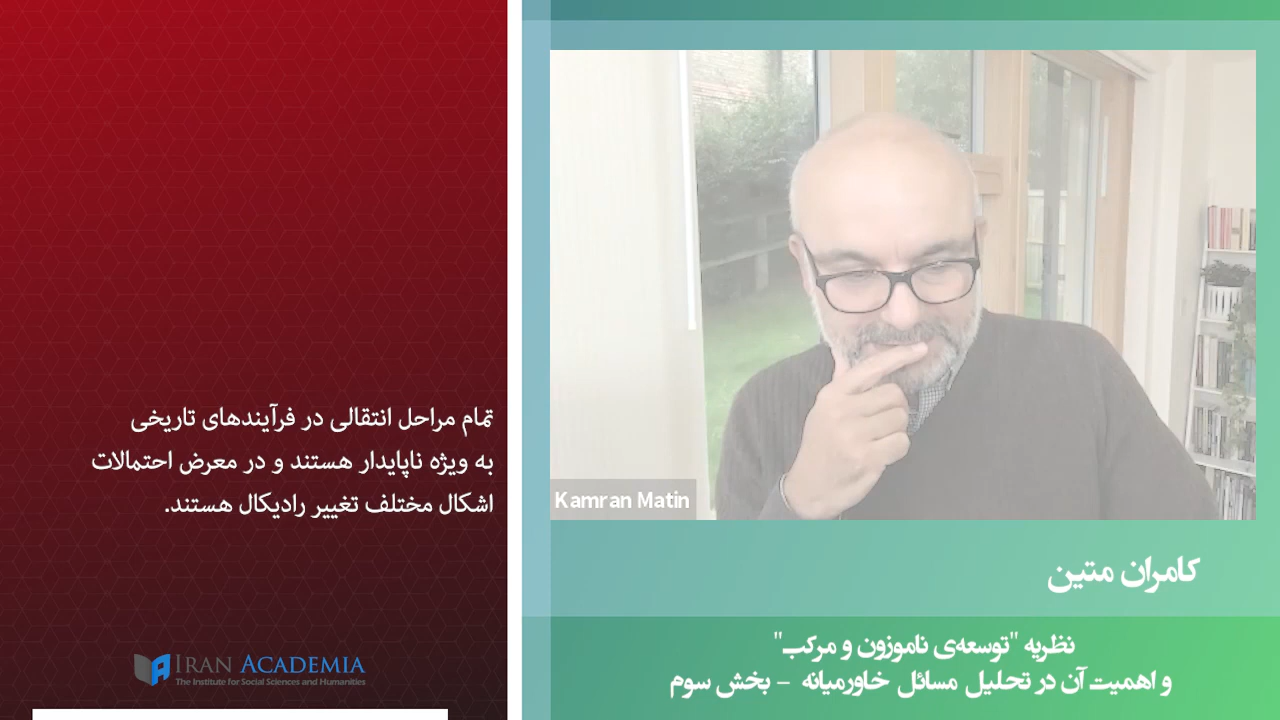 تمام مراحل انتقالی در فرآیندهای تاریخی
به ویژه ناپایدار هستند و در معرض احتمالات
اشکال مختلف تغییر رادیکال هستند.
IRAN ACADEMIA
The Institute for Social Sciences and Humanities
Kamran Matin
کامران متین
نظریه "توسعه‌ی ناموزون و مرکب"
و اهمیت آن در تحلیل مسائل خاورمیانه - بخش سوم